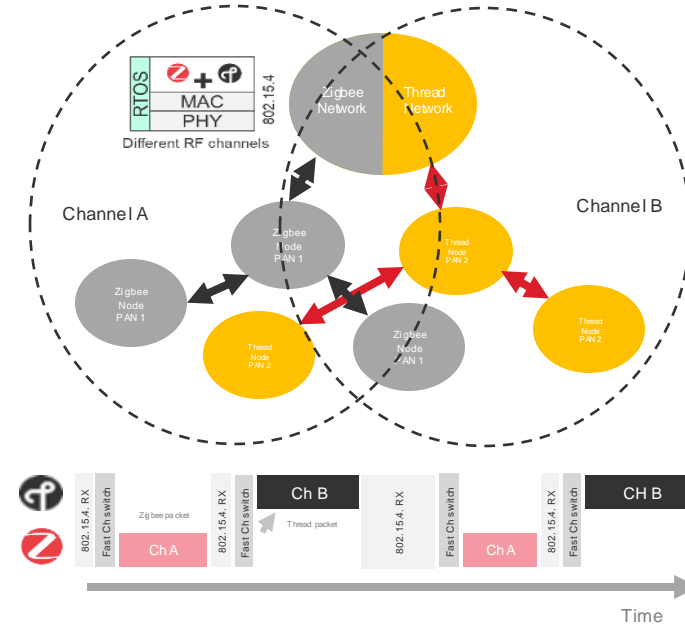 RTOS
+
MAC
PHY
802.15.4
Different RF channels
Zigbee
Network
Thread
Network
Channel A
Channel B
Zigbee
Node
PAN 1
Thread
Node
PAN 2
Zigbee
Node
PAN 1
Thread
Node
PAN 2
Zigbee
Node
PAN 1
Thread
Node
PAN 2
802.15.4. RX
Fast Ch switch
Zigbee packet
Ch A
802.15.4. RX
Fast Ch switch
Ch B
Thread packet
802.15.4. RX
Fast Ch switch
Ch A
802.15.4. RX
Fast Ch switch
CH B
Time